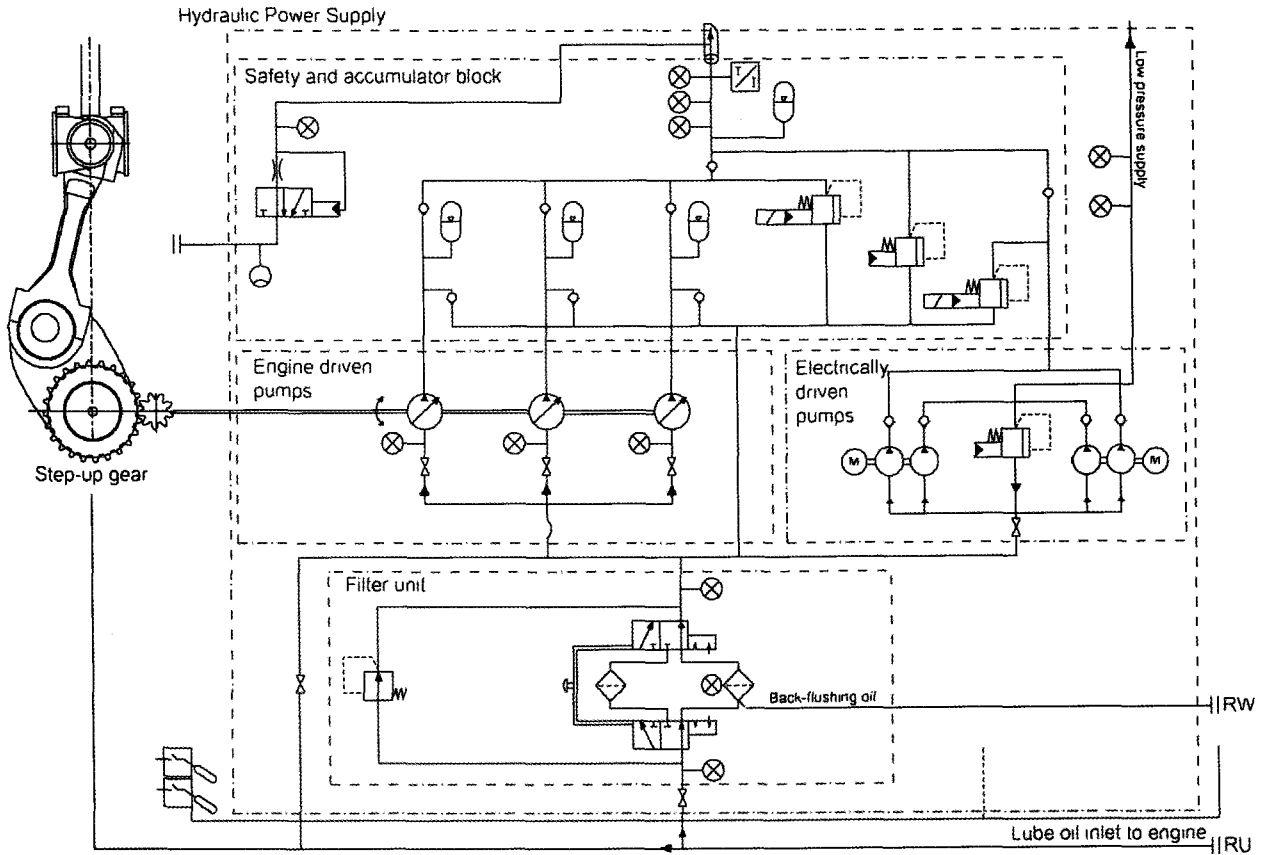 Hydraulic Power Supply
Safety and accumulator block
Low pressure supply
Engine driven
pumps
Electrically
driven
pumps
M
M
Step-up gear
Filter unit
Back-flushing oil
RW
Lube oil inlet to engine
RU